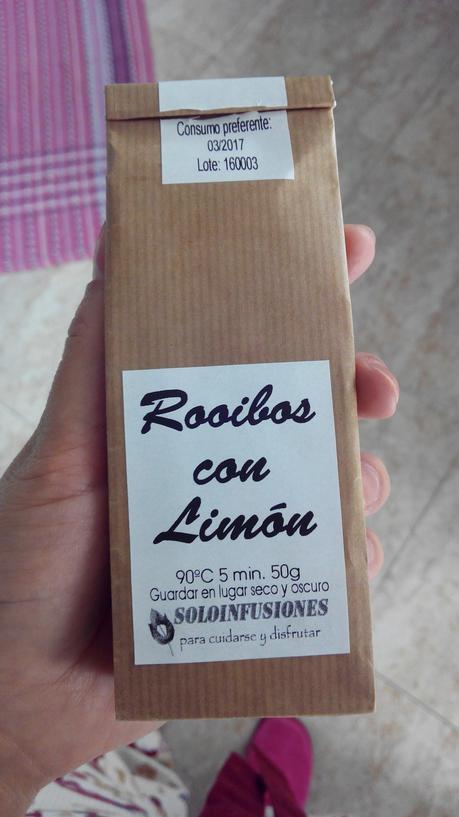 Consumo preferente:
03/2017
Lote: 160003
Rooibos
con
Limón
90ºC 5 min. 50g
Guardar en lugar seco y oscuro
SOLOINFUSIONES
para cuidarse y disfrutar